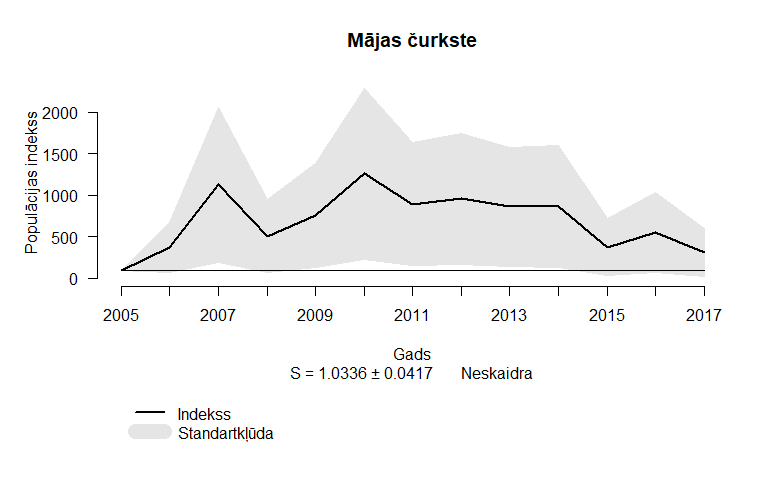 Mājas čurkste
Populācijas indekss
2000
1500
1000
500
0
2005 2007 2009 2011 2013 2015 2017
Gads
S = 1.0336 ± 0.0417 Neskaidra
Indekss
Standartkļūda